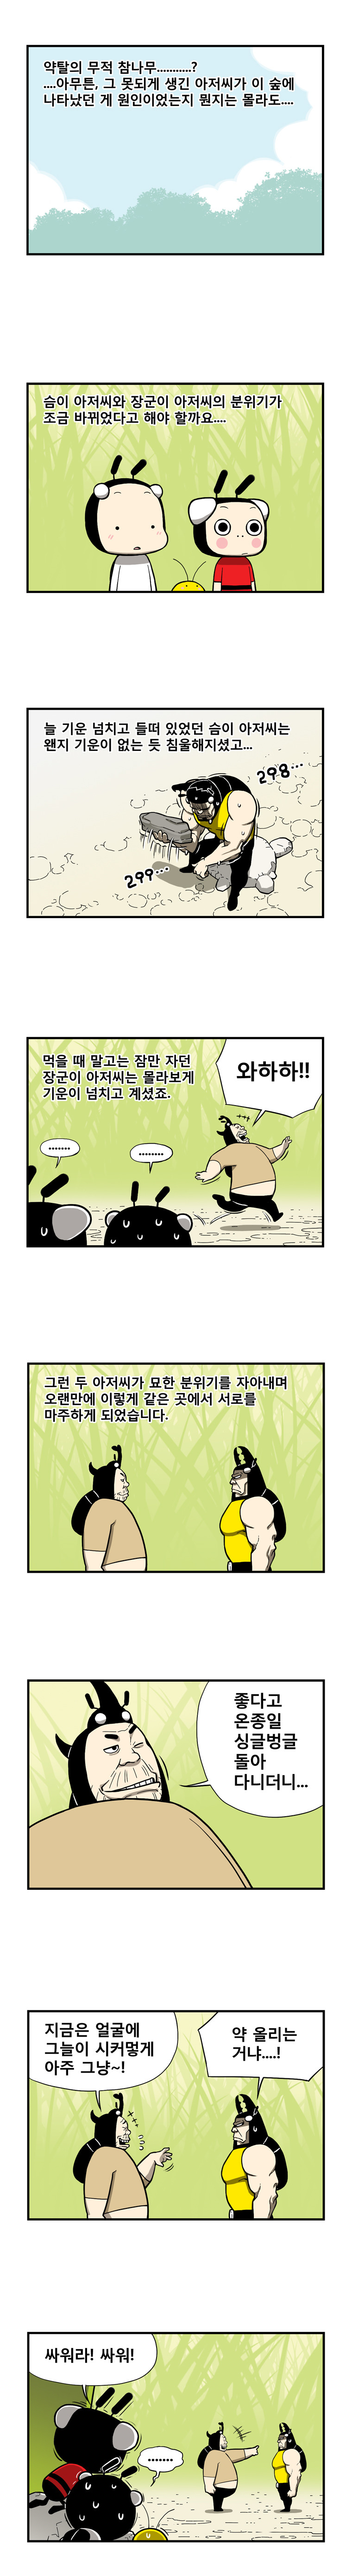 약탈의 무적 참나무...........?
....아무튼, 그 못되게 생긴 아저씨가 이 숲에
나타났던 게 원인이었는지 뭔지는 몰라도....
슴이 아저씨와 장군이 아저씨의 분위기가
조금 바뀌었다고 해야 할까요....
늘 기운 넘치고 들떠 있었던 슴이 아저씨는
왠지 기운이 없는 듯 침울해지셨고...
298...
299...
먹을 때 말고는 잠만 자던
장군이 아저씨는 몰라보게
기운이 넘치고 계셨죠.
와하하!!
.......
........
그런 두 아저씨가 묘한 분위기를 자아내며
오랜만에 이렇게 같은 곳에서 서로를
마주하게 되었습니다.
좋다고
온종일
싱글벙글
돌아
다니더니...
지금은 얼굴에
그늘이 시커멓게
아주 그냥~!
약 올리는
거냐....!
싸워라! 싸워!
.......